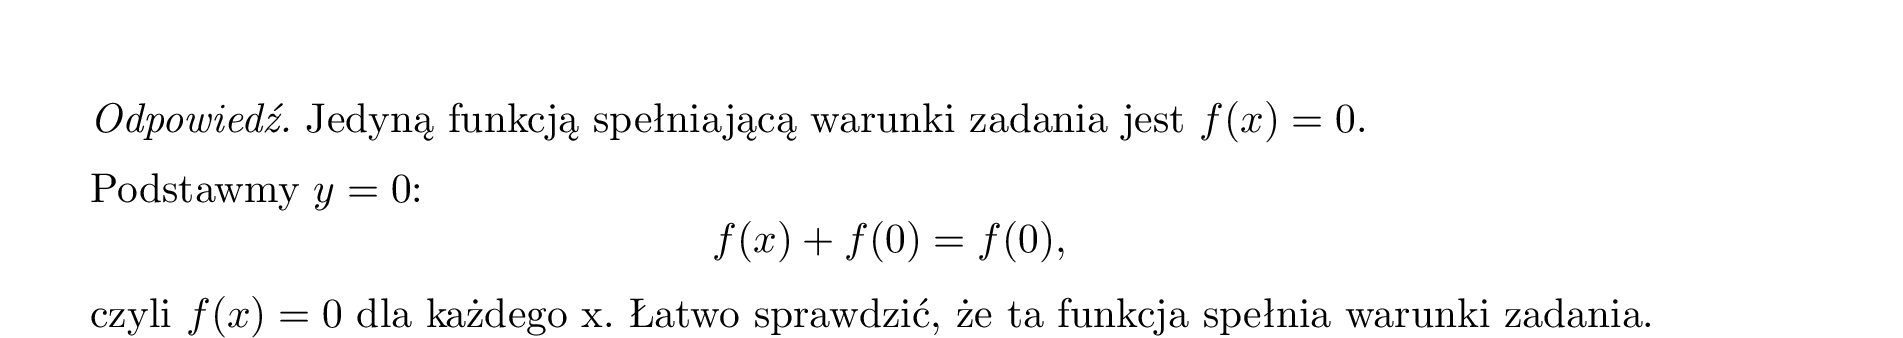 Odpowiedź. Jedyną funkcją spełniającą warunki zadania jest f(x) = 0.
Podstawmy y = 0:
f(x) + f(0) = f(0),
czyli f(x) = 0 dla każdego x. Łatwo sprawdzić, że ta funkcja spełnia warunki zadania.